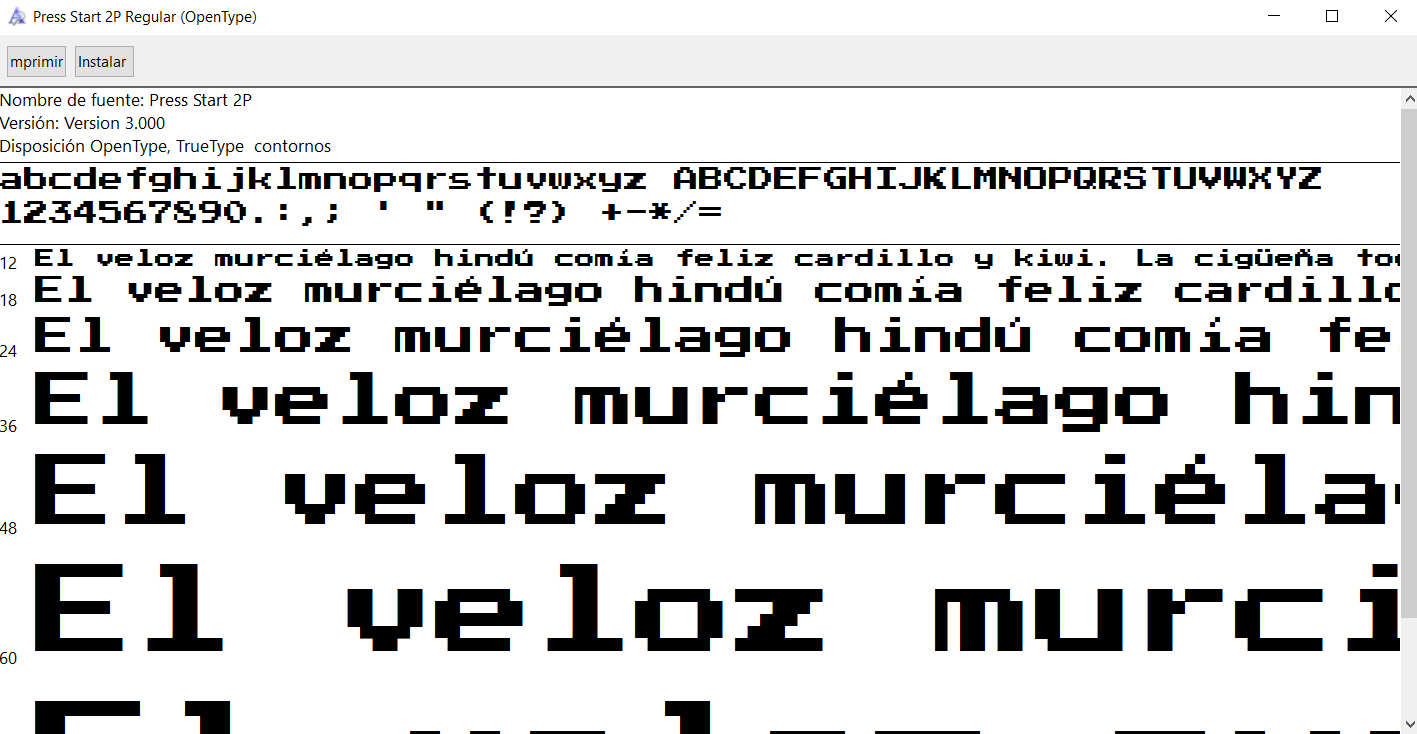 Press Start 2P Regular (OpenType)
mprimir Instalar
Nombre de fuente: Press Start 2P
Versión: Version 3.000
Disposición OpenType, TrueType contornos
abcdefghijklmnopqrstuvwxyz ABCDEFGHIJKLMNOPQRSTUVWXYZ
1234567890.:,; ' " (!?) +-*/=
12 El veloz murciélago hindú comía feliz cardillo y kiwi. La cigüeña to
18 El veloz murciélago hindú comía feliz cardillo
24 El veloz murciélago hindú comía fe
36 El veloz murciélago hin
48 El veloz murciéla
60 El veloz murci